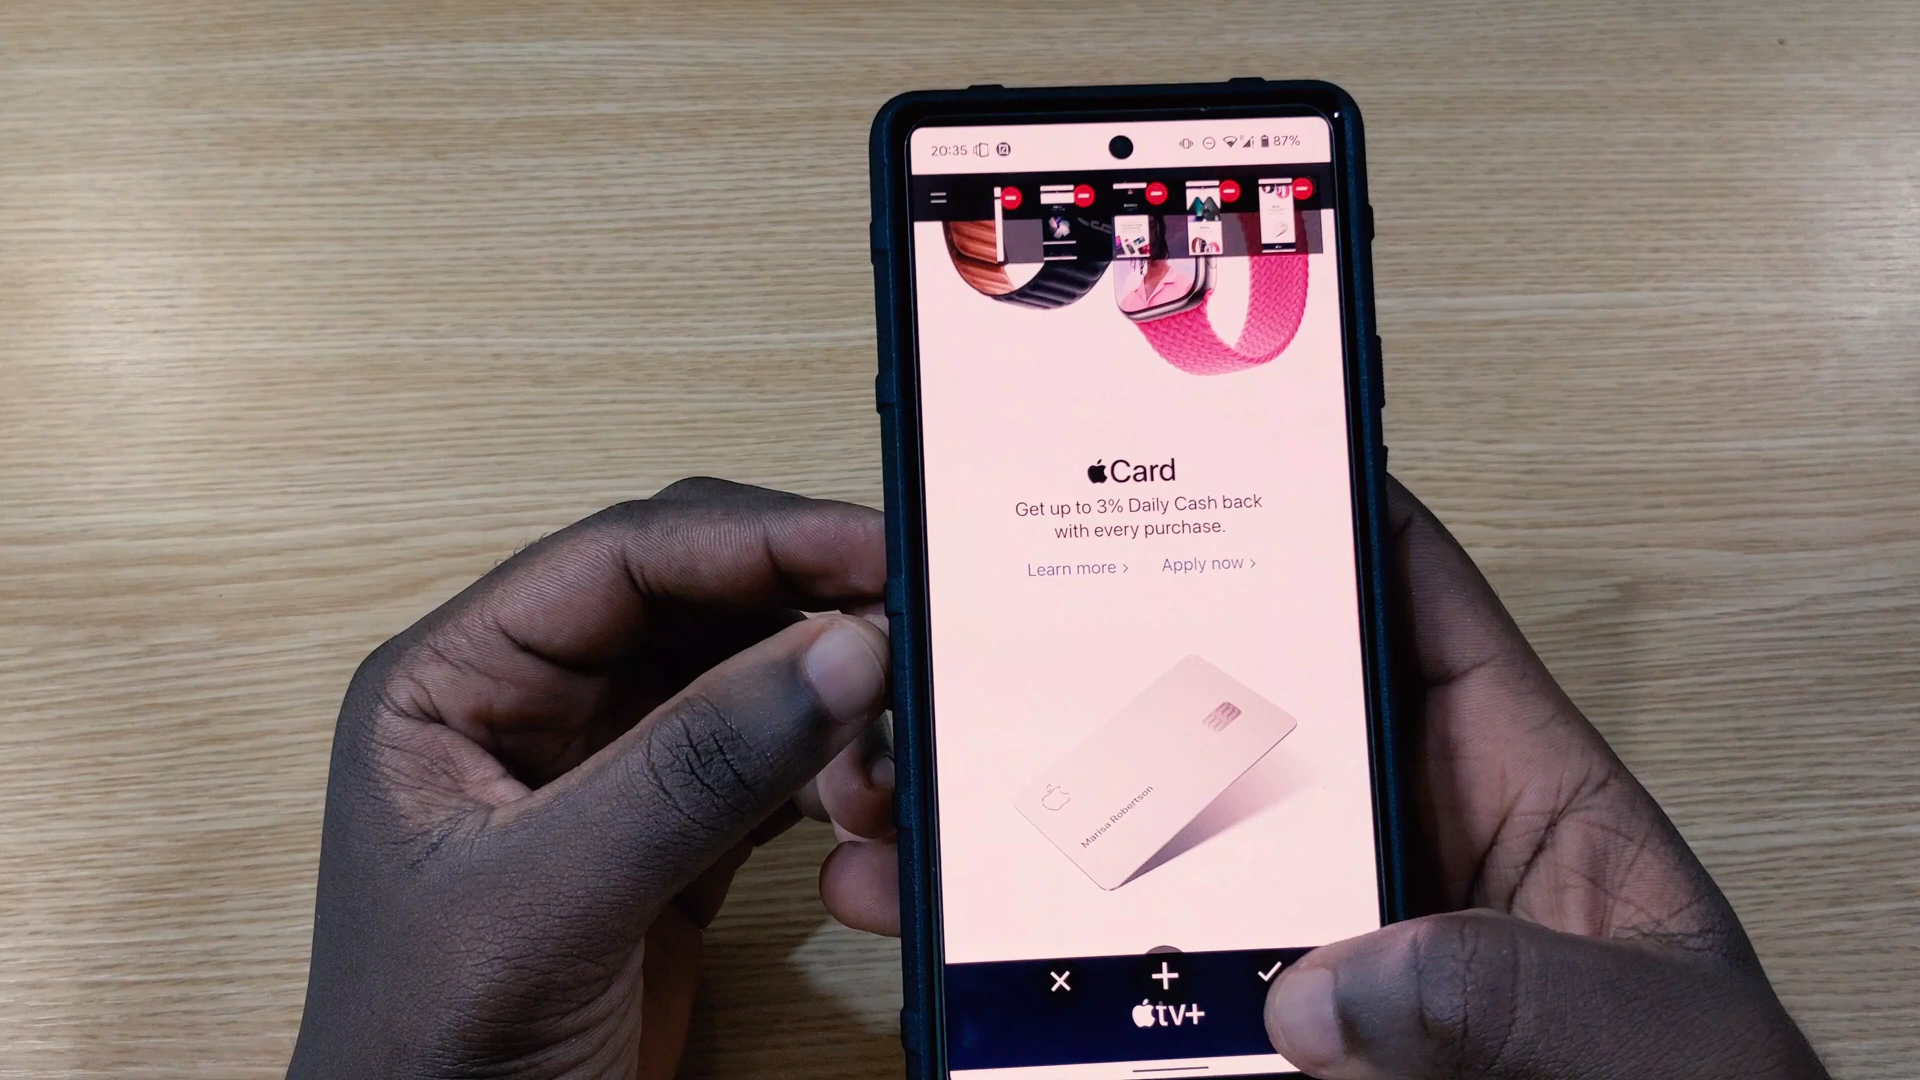 20:35
87%
Card
Get up to 3% Daily Cash back
with every purchase.
Learn more > Apply now >
Marisa Robertson
tv+